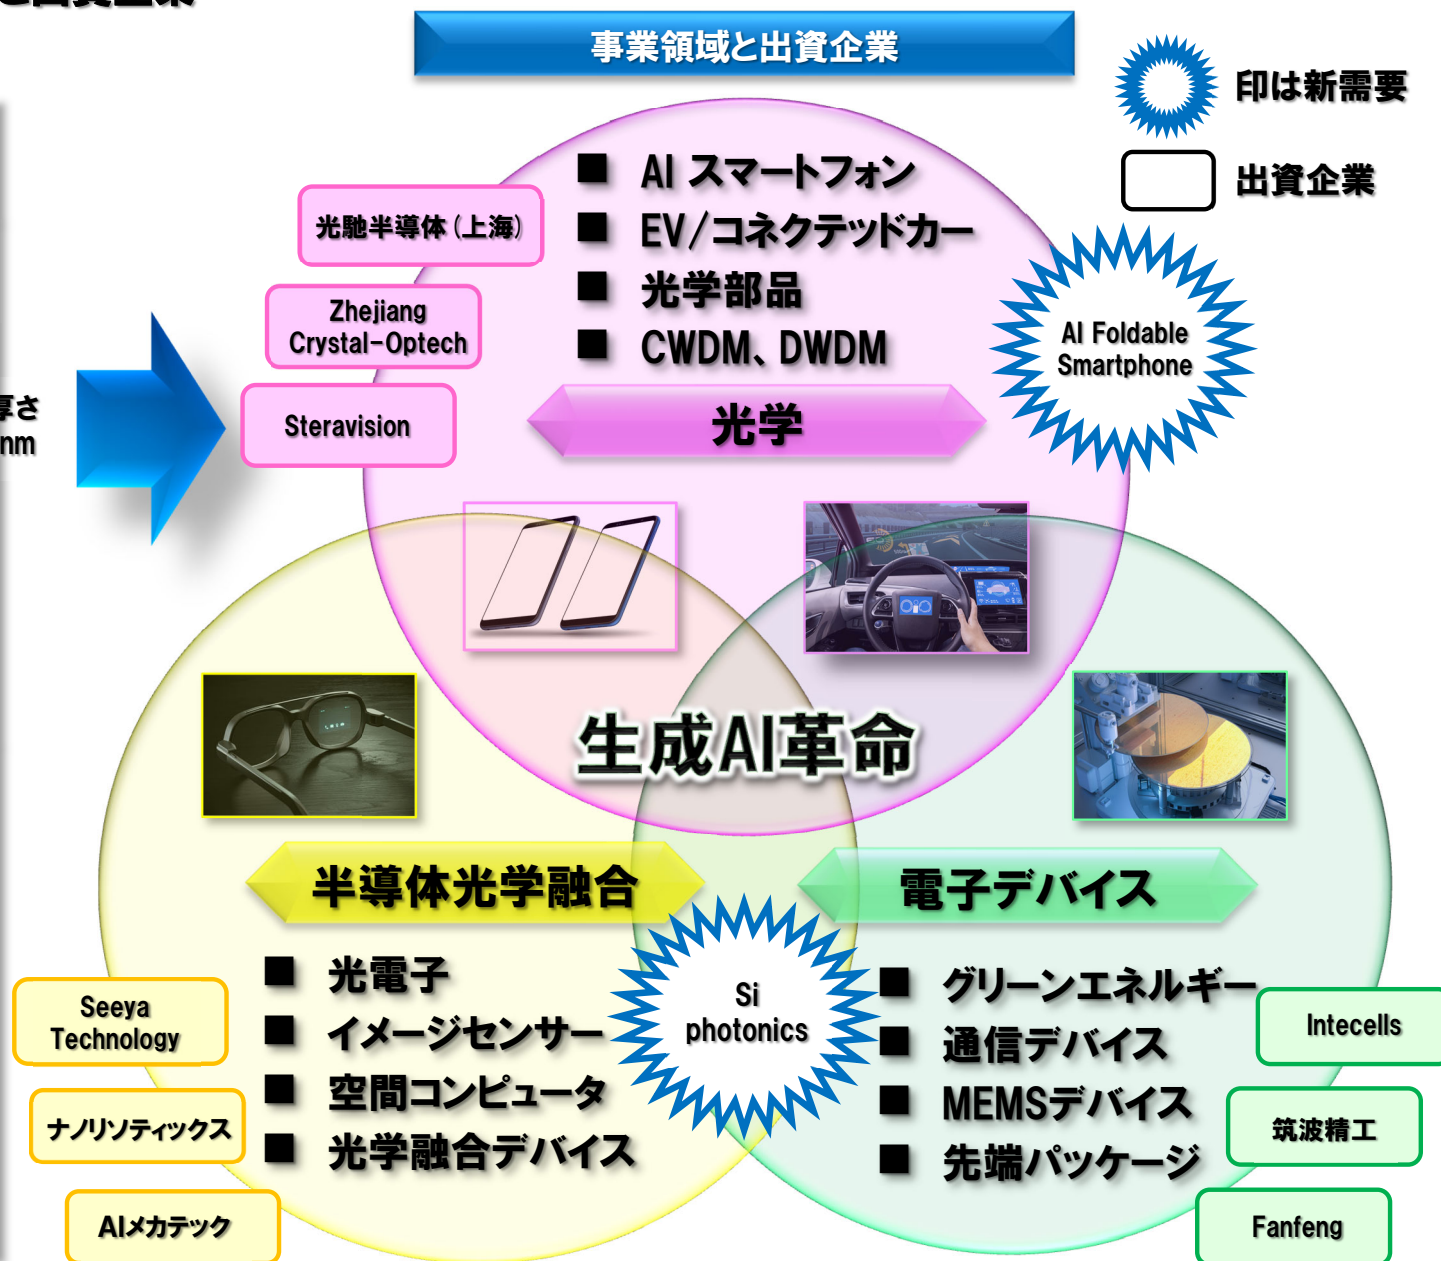 事業領域と出資企業
印は新需要
出資企業
■ AI スマートフォン
■ EV/コネクテッドカー
■ 光学部品
■ CWDM、DWDM
光馳半導体(上海)
Zhejiang
Crystal-Optech
Steravision
AI Foldable
Smartphone
光学
厚さ
nm
生成AI革命
半導体光学融合
電子デバイス
■ 光電子
■ イメージセンサー
■ 空間コンピュータ
■ 光学融合デバイス
Si
photonics
■ グリーンエネルギー
■ 通信デバイス
■ MEMSデバイス
■ 先端パッケージ
Seeya
Technology
ナノリソティックス
AIメカテック
Intecells
筑波精工
Fanfeng